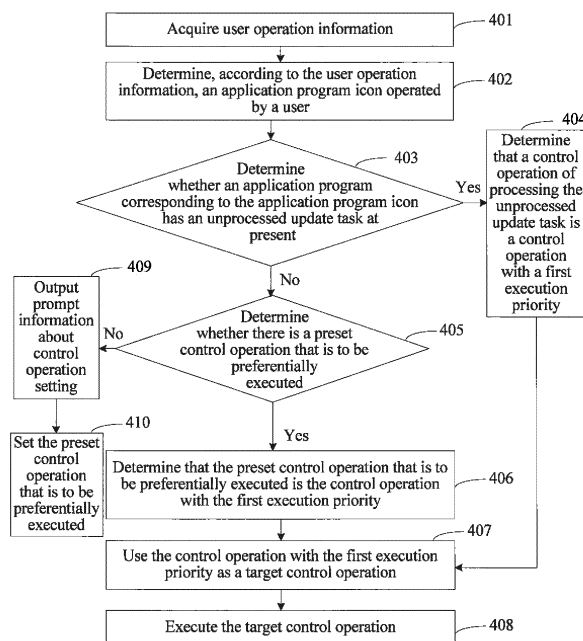 Acquire user operation information
401
Determine, according to the user operation
information, an application program icon operated
by a user
402
Determine
whether an application program
corresponding to the application program icon
has an unprocessed update task at
present
403
Yes
404
Determine
that a control
operation of
processing the
unprocessed
update task is
a control
operation
with a first
execution
priority
No
Determine
whether there is a preset
control operation that is to be
preferentially
executed
405
No
409
Output
prompt
information
about
control
operation
setting
410
Set the preset
control
operation
that is to be
preferentially
executed
Yes
Determine that the preset control operation that is to
be preferentially executed is the control operation
with the first execution priority
406
407
Use the control operation with the first execution
priority as a target control operation
Execute the target control operation
408